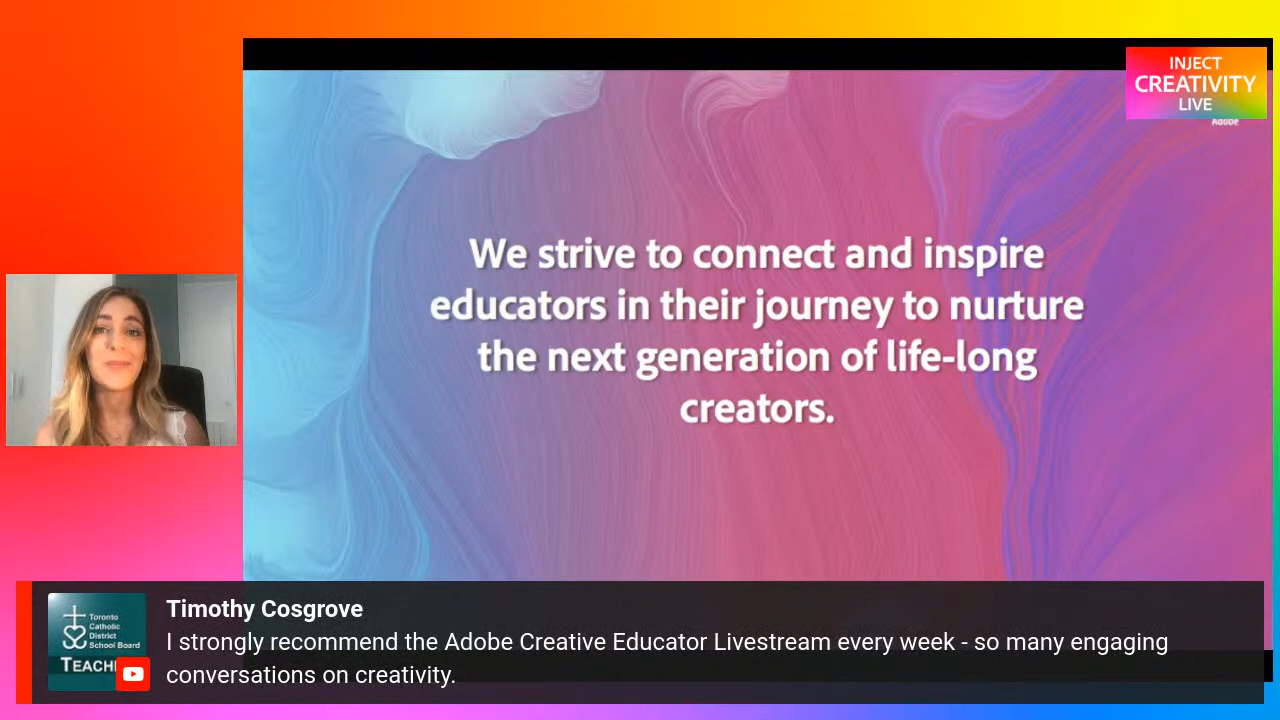 INJECT
CREATIVITY
LIVE
Adobe
We strive to connect and inspire
educators in their journey to nurture
the next generation of life-long
creators.
Toronto
Catholic
District
School Board
Timothy Cosgrove
I strongly recommend the Adobe Creative Educator Livestream every week - so many engaging
conversations on creativity.